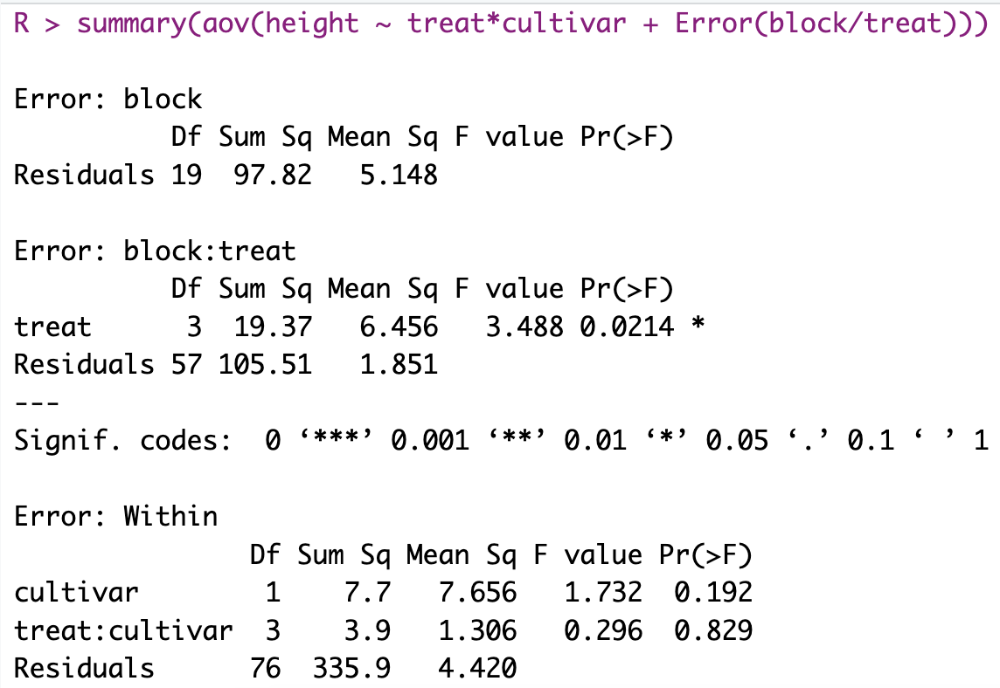 R > summary(aov(height ~ treat*cultivar + Error(block/treat)))
Error: block
Df Sum Sq Mean Sq F value Pr(>F)
Residuals 19 97.82 5.148
Error: block:treat
Df Sum Sq Mean Sq F value Pr(>F)
treat 3 19.37 6.456 3.488 0.0214 *
Residuals 57 105.51 1.851
---
Signif. codes: 0 ‘***’ 0.001 ‘**’ 0.01 ‘*’ 0.05 ‘.’ 0.1 ‘ ’ 1
Error: Within
Df Sum Sq Mean Sq F value Pr(>F)
cultivar 1 7.7 7.656 1.732 0.192
treat:cultivar 3 3.9 1.306 0.296 0.829
Residuals 76 335.9 4.420